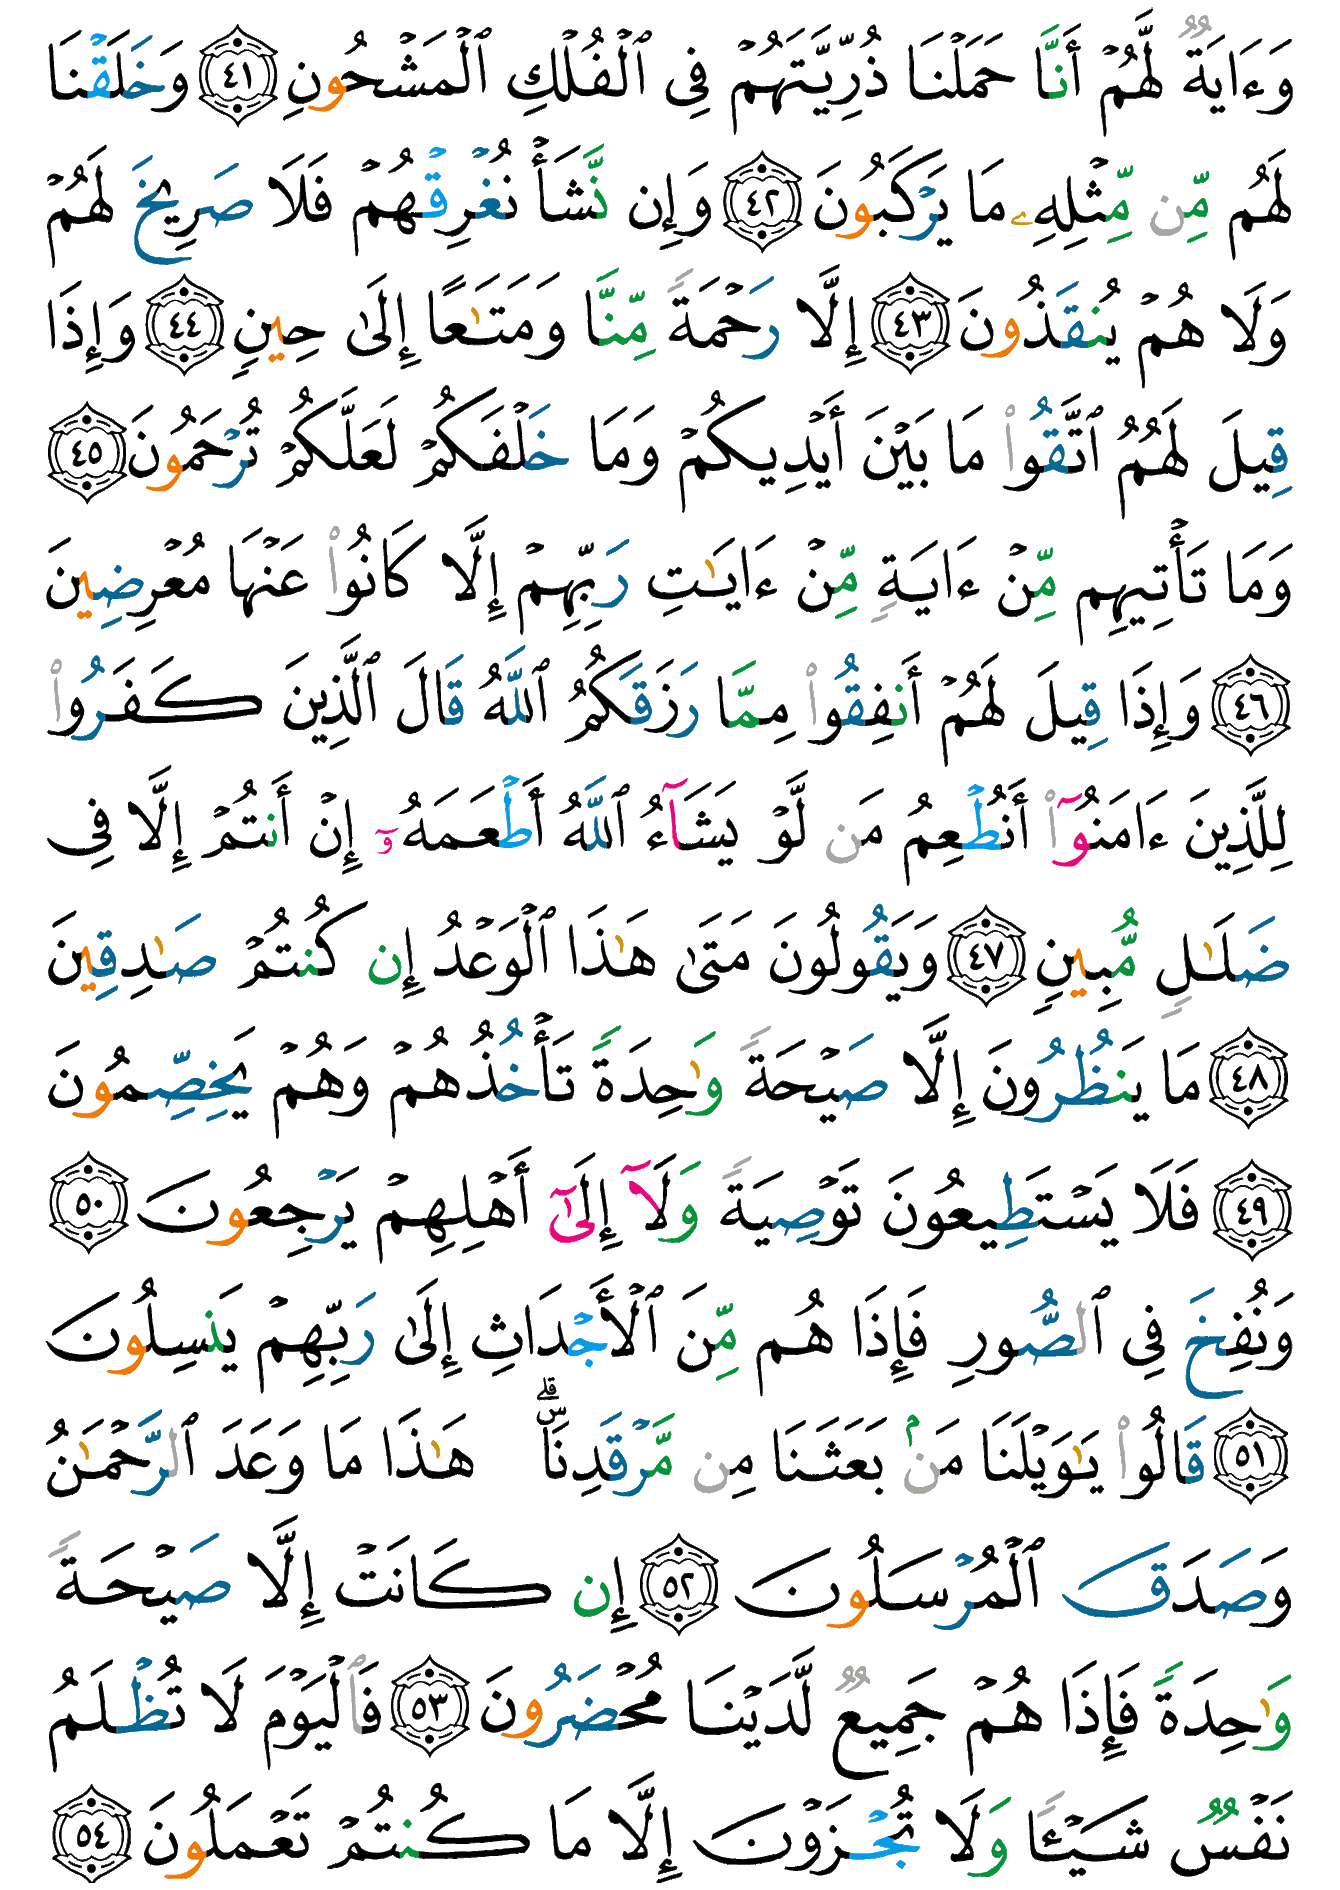 وَءَايَةٌ لَّهُمْ أَنَّا حَمَلْنَا ذُرِّيَّتَهُمْ فِى ٱلْفُلْكِ ٱلْمَشْحُونِ ٤١ وَخَلَقْنَا
لَهُم مِّن مِّثْلِهِۦ مَا يَرْكَبُونَ ٤٢ وَإِن نَّشَأْ نُغْرِقْهُمْ فَلَا صَرِيخَ لَهُمْ
وَلَا هُمْ يُنقَذُونَ ٤٣ إِلَّا رَحْمَةً مِّنَّا وَمَتَـٰعًا إِلَىٰ حِينٍ ٤٤ وَإِذَا
قِيلَ لَهُمُ ٱتَّقُوا۟ مَا بَيْنَ أَيْدِيكُمْ وَمَا خَلْفَكُمْ لَعَلَّكُمْ تُرْحَمُونَ ٤٥
وَمَا تَأْتِيهِم مِّنْ ءَايَةٍ مِّنْ ءَايَـٰتِ رَبِّهِمْ إِلَّا كَانُوا۟ عَنْهَا مُعْرِضِينَ
٤٦ وَإِذَا قِيلَ لَهُمْ أَنفِقُوا۟ مِمَّا رَزَقَكُمُ ٱللَّهُ قَالَ ٱلَّذِينَ كَفَرُوا۟
لِلَّذِينَ ءَامَنُوٓا۟ أَنُطْعِمُ مَن لَّوْ يَشَآءُ ٱللَّهُ أَطْعَمَهُۥٓ إِنْ أَنتُمْ إِلَّا فِى
ضَلَـٰلٍ مُّبِينٍ ٤٧ وَيَقُولُونَ مَتَىٰ هَـٰذَا ٱلْوَعْدُ إِن كُنتُمْ صَـٰدِقِينَ
٤٨ مَا يَنظُرُونَ إِلَّا صَيْحَةً وَٰحِدَةً تَأْخُذُهُمْ وَهُمْ يَخِصِّمُونَ
٤٩ فَلَا يَسْتَطِيعُونَ تَوْصِيَةً وَلَآ إِلَىٰٓ أَهْلِهِمْ يَرْجِعُونَ ٥٠
وَنُفِخَ فِى ٱلصُّورِ فَإِذَا هُم مِّنَ ٱلْأَجْدَاثِ إِلَىٰ رَبِّهِمْ يَنسِلُونَ
٥١ قَالُوا۟ يَـٰوَيْلَنَا مَنۢ بَعَثَنَا مِن مَّرْقَدِنَا ۜ ۗ هَـٰذَا مَا وَعَدَ ٱلرَّحْمَـٰنُ
وَصَدَقَ ٱلْمُرْسَلُونَ ٥٢ إِن كَانَتْ إِلَّا صَيْحَةً
وَٰحِدَةً فَإِذَا هُمْ جَمِيعٌ لَّدَيْنَا مُحْضَرُونَ ٥٣ فَٱلْيَوْمَ لَا تُظْلَمُ
نَفْسٌ شَيْـًٔا وَلَا تُجْزَوْنَ إِلَّا مَا كُنتُمْ تَعْمَلُونَ ٥٤